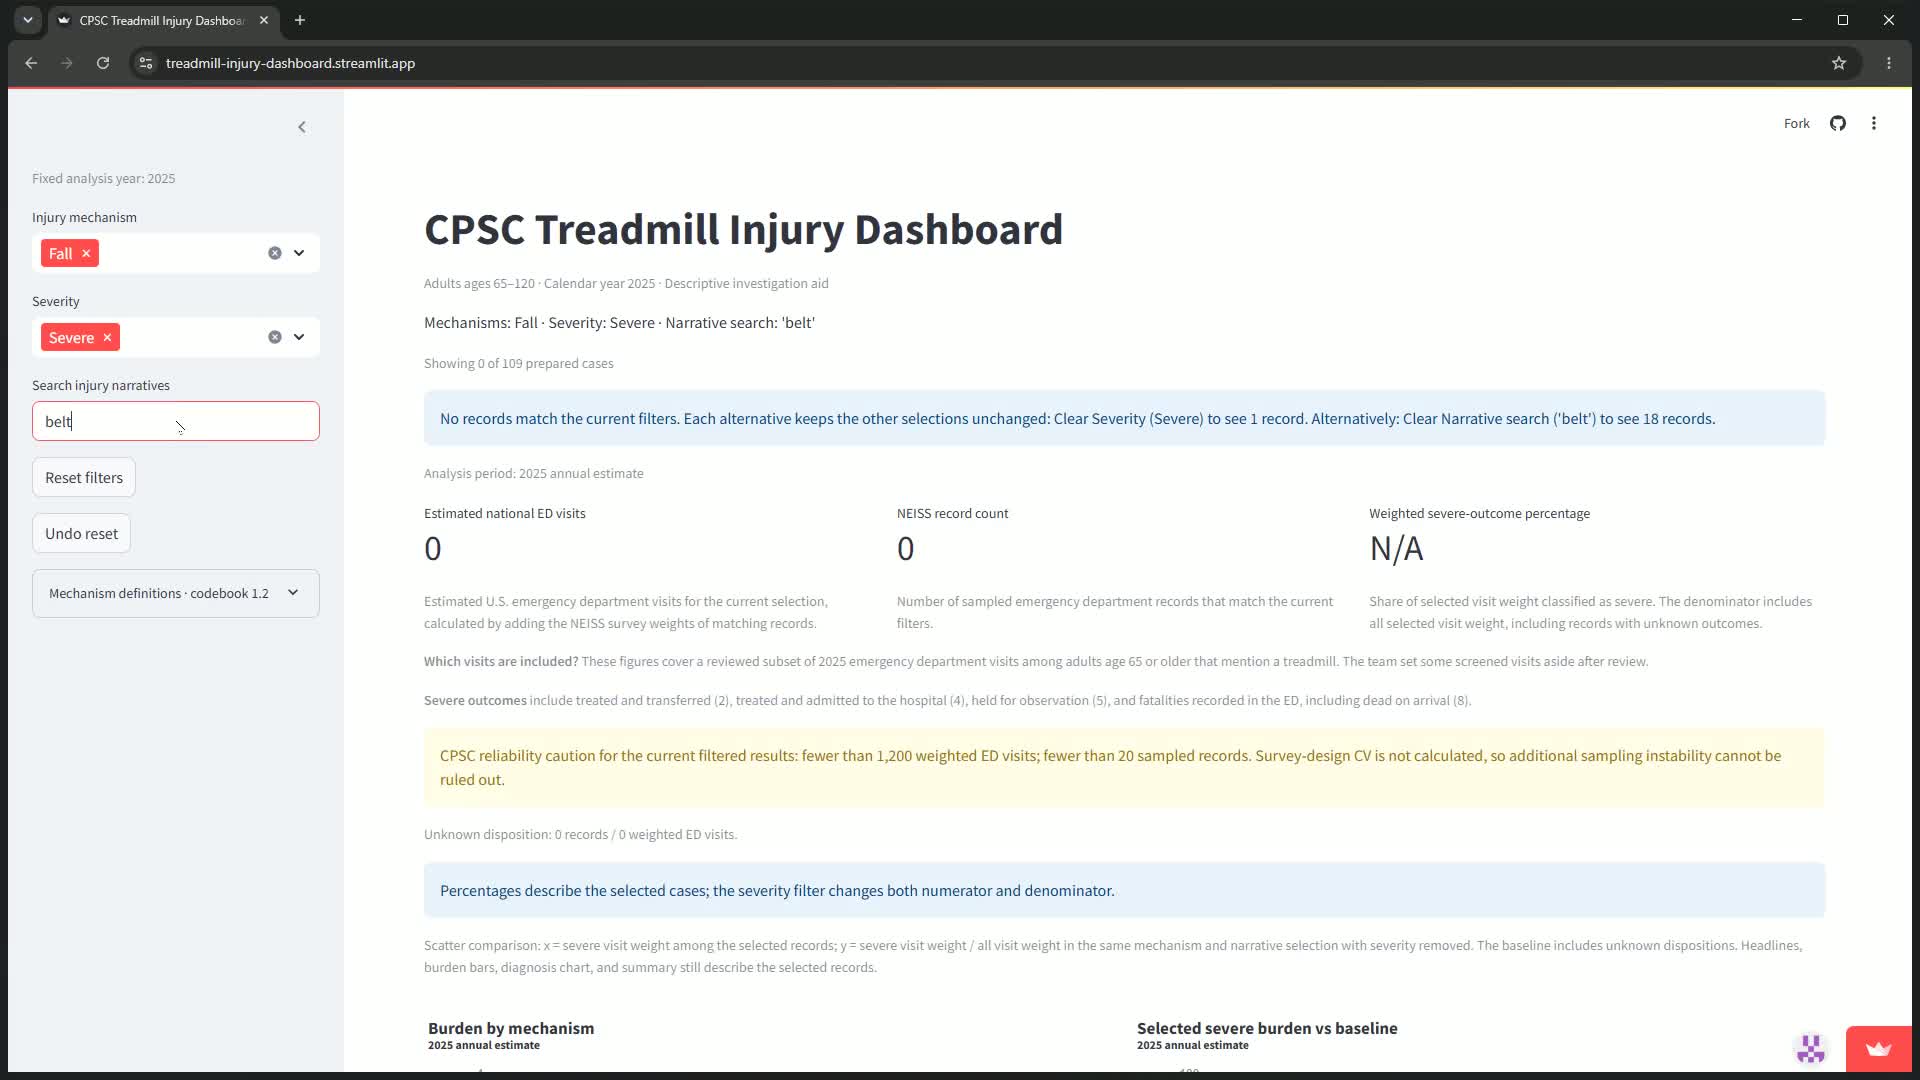 CPSC Treadmill Injury Dashboa
treadmill-injury-dashboard.streamlit.app
Fork
Fixed analysis year: 2025
Injury mechanism
Fall
Severity
Severe
Search injury narratives
belt
Reset filters
Undo reset
Mechanism definitions · codebook 1.2
CPSC Treadmill Injury Dashboard
Adults ages 65–120 · Calendar year 2025 · Descriptive investigation aid
Mechanisms: Fall · Severity: Severe · Narrative search: 'belt'
Showing 0 of 109 prepared cases
No records match the current filters. Each alternative keeps the other selections unchanged: Clear Severity (Severe) to see 1 record. Alternatively: Clear Narrative search ('belt') to see 18 records.
Analysis period: 2025 annual estimate
Estimated national ED visits
0
Estimated U.S. emergency department visits for the current selection,
calculated by adding the NEISS survey weights of matching records.
NEISS record count
0
Number of sampled emergency department records that match the current
filters.
Weighted severe-outcome percentage
N/A
Share of selected visit weight classified as severe. The denominator includes
all selected visit weight, including records with unknown outcomes.
Which visits are included? These figures cover a reviewed subset of 2025 emergency department visits among adults age 65 or older that mention a treadmill. The team set some screened visits aside after review.
Severe outcomes include treated and transferred (2), treated and admitted to the hospital (4), held for observation (5), and fatalities recorded in the ED, including dead on arrival (8).
CPSC reliability caution for the current filtered results: fewer than 1,200 weighted ED visits; fewer than 20 sampled records. Survey-design CV is not calculated, so additional sampling instability cannot be
ruled out.
Unknown disposition: 0 records / 0 weighted ED visits.
Percentages describe the selected cases; the severity filter changes both numerator and denominator.
Scatter comparison: x = severe visit weight among the selected records; y = severe visit weight / all visit weight in the same mechanism and narrative selection with severity removed. The baseline includes unknown dispositions. Headlines,
burden bars, diagnosis chart, and summary still describe the selected records.
Burden by mechanism
2025 annual estimate
Selected severe burden vs baseline
2025 annual estimate